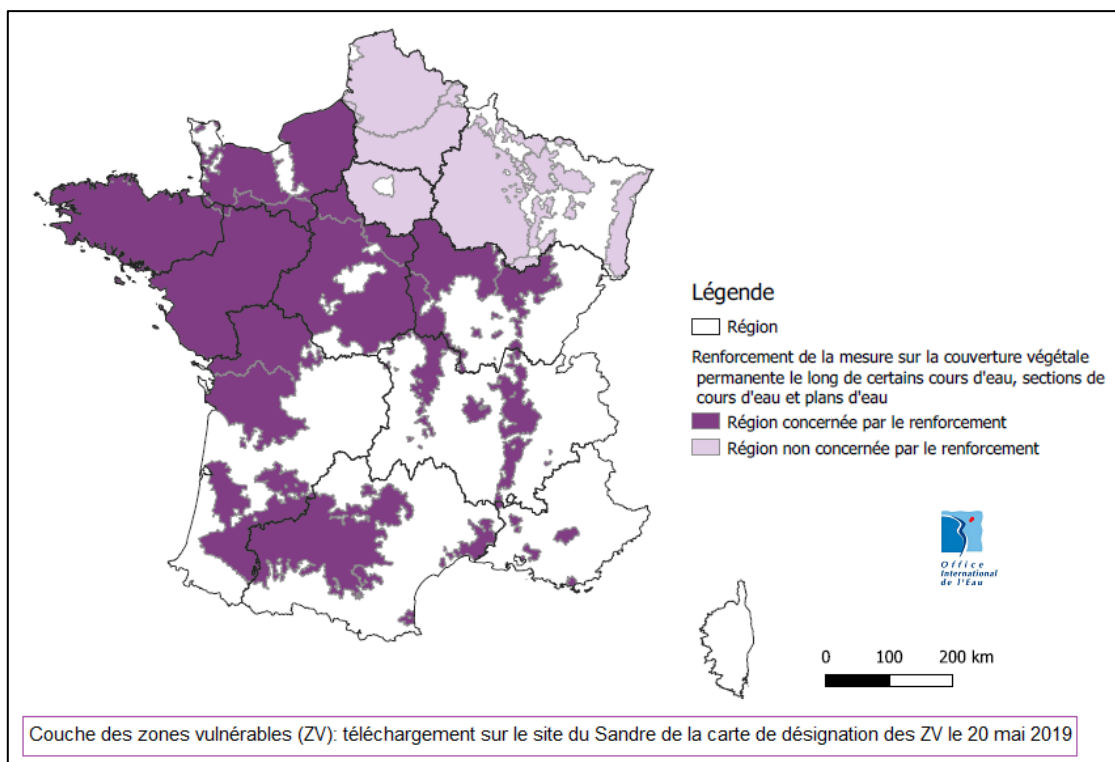 Légende
Région
Renforcement de la mesure sur la couverture végétale
permanente le long de certains cours d'eau, sections de
cours d'eau et plans d'eau
Région concernée par le renforcement
Région non concernée par le renforcement
Office
International
de l'Eau
0 100 200 km
Couche des zones vulnérables (ZV): téléchargement sur le site du Sandre de la carte de désignation des ZV le 20 mai 2019